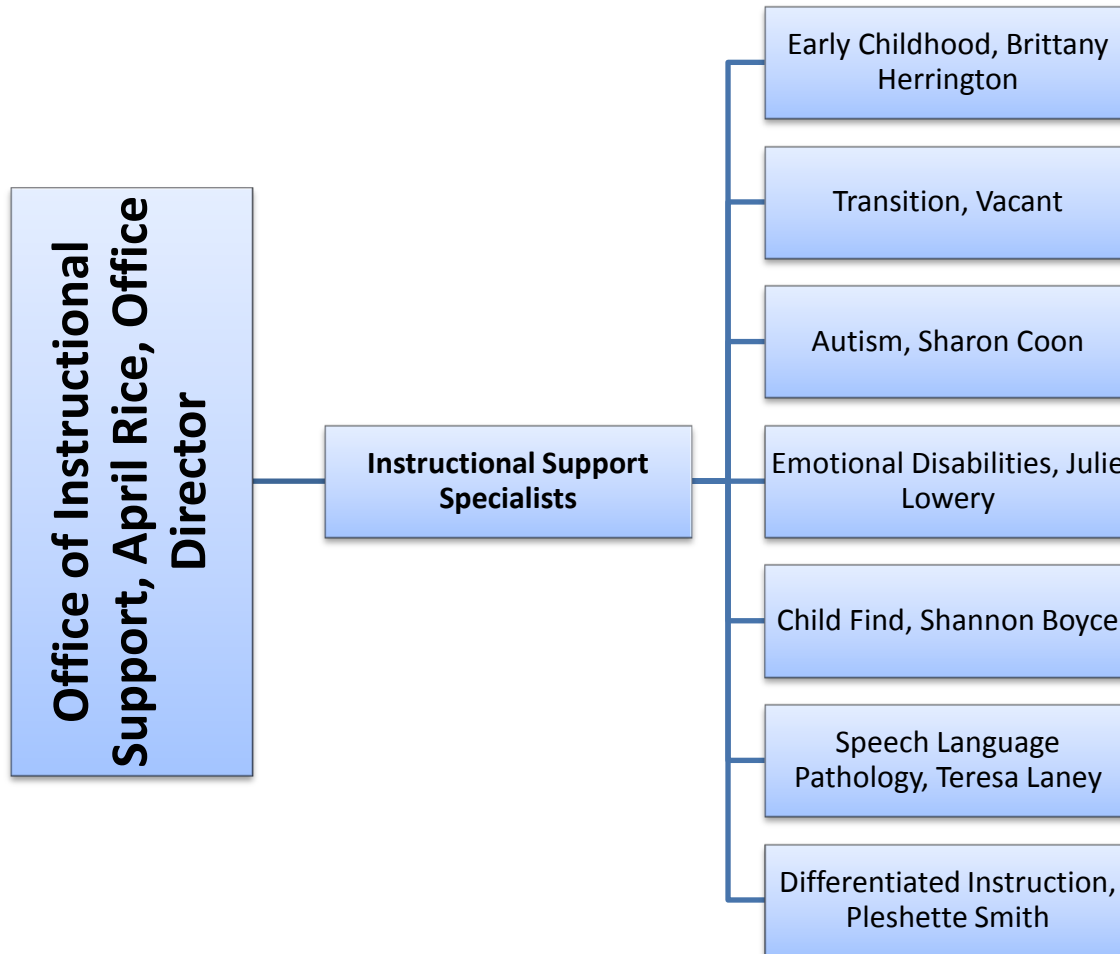 Office of Instructional
Support, April Rice, Office
Director
Instructional Support
Specialists
Early Childhood, Brittany
Herrington
Transition, Vacant
Autism, Sharon Coon
Emotional Disabilities, Julie
Lowery
Child Find, Shannon Boyce
Speech Language
Pathology, Teresa Laney
Differentiated Instruction,
Pleshette Smith